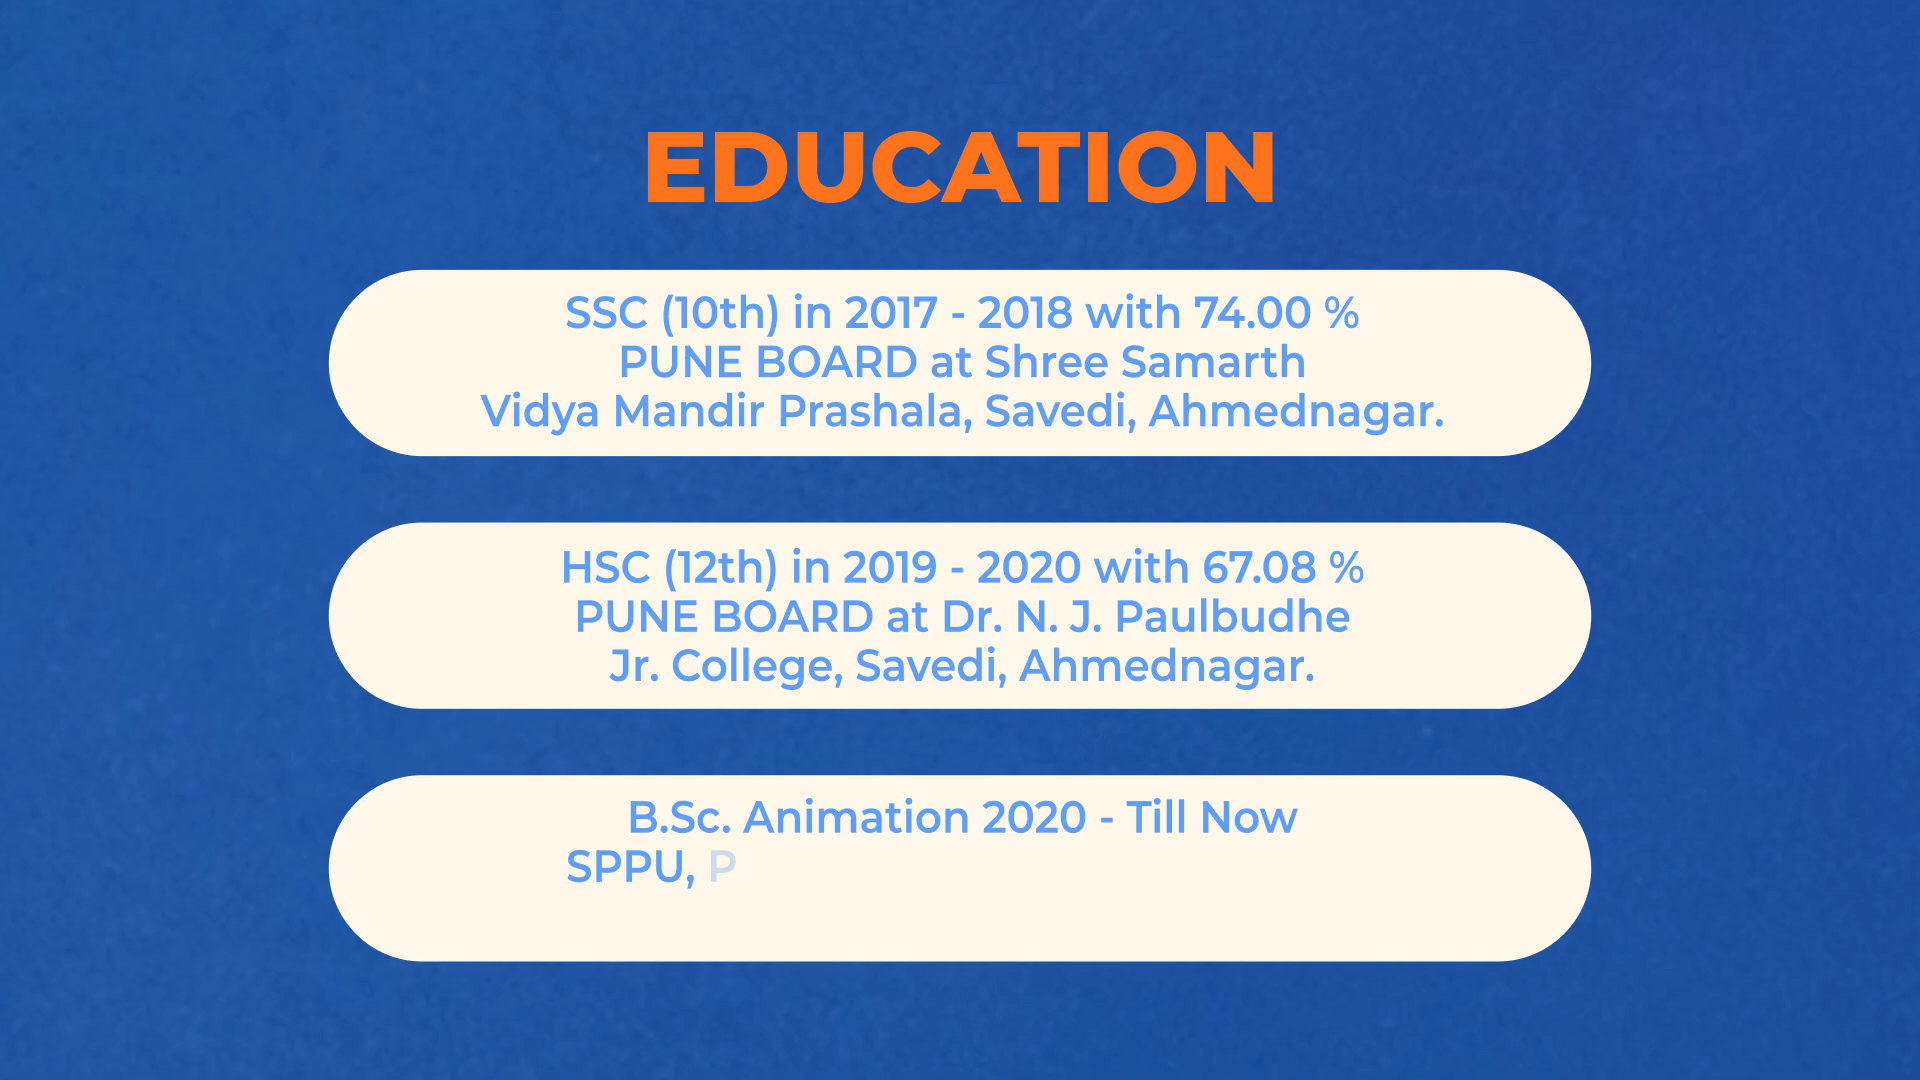 EDUCATION
SSC (10th) in 2017 - 2018 with 74.00 %
PUNE BOARD at Shree Samarth
Vidya Mandir Prashala, Savedi, Ahmednagar.
HSC (12th) in 2019 - 2020 with 67.08 %
PUNE BOARD at Dr. N. J. Paulbudhe
Jr. College, Savedi, Ahmednagar.
B.Sc. Animation 2020 - Till Now
SPPU, P